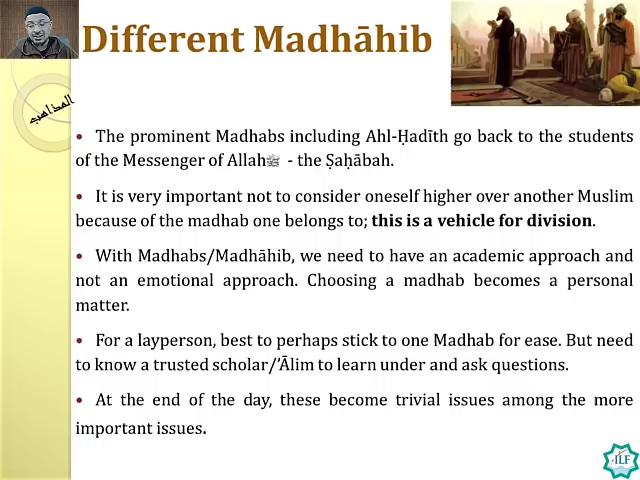 Different Madhāhib
المذاهب
• The prominent Madhabs including Ahl-Ḥadīth go back to the students
of the Messenger of Allahﷺ - the Ṣaḥābah.
• It is very important not to consider oneself higher over another Muslim
because of the madhab one belongs to; this is a vehicle for division.
• With Madhabs/Madhāhib, we need to have an academic approach and
not an emotional approach. Choosing a madhab becomes a personal
matter.
• For a layperson, best to perhaps stick to one Madhab for ease. But need
to know a trusted scholar/'Ālim to learn under and ask questions.
• At the end of the day, these become trivial issues among the more
important issues.
ILF